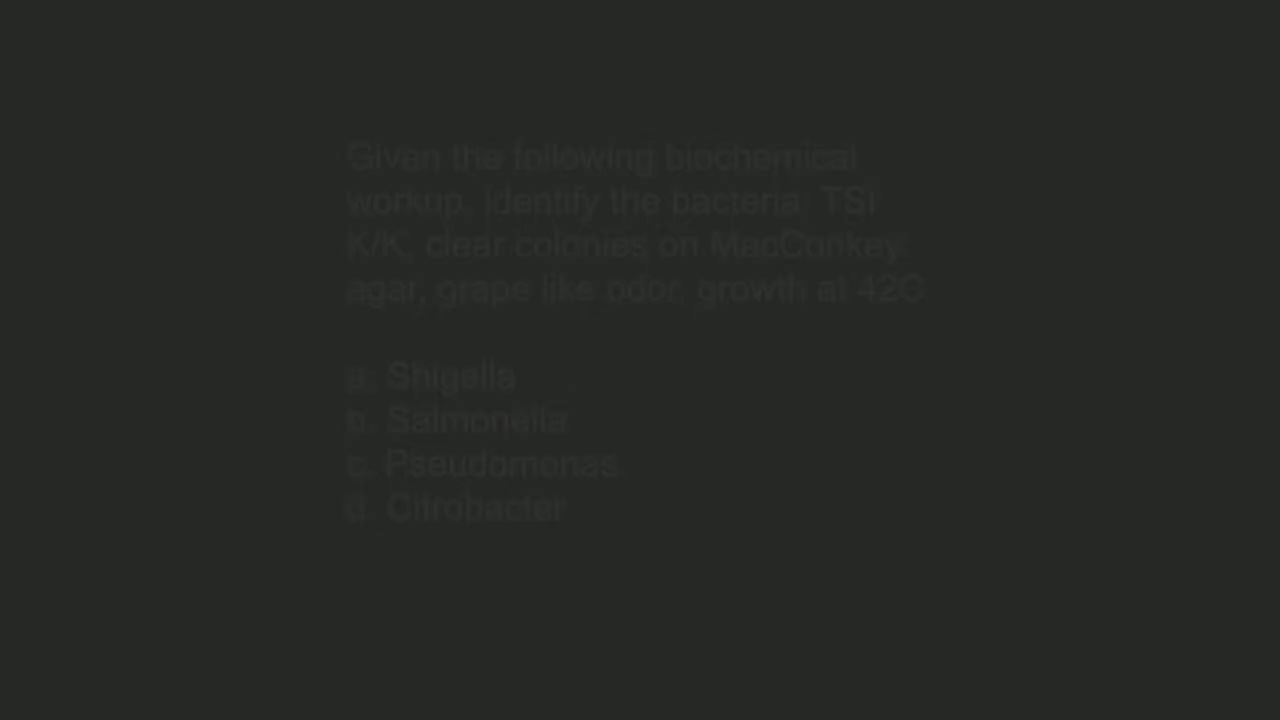 Given the following biochemical
workup, identify the bacteria: TSI
K/K, clear colonies on MacConkey
agar, grape like odor, growth at 42C
a. Shigella
b. Salmonella
c. Pseudomonas
d. Citrobacter